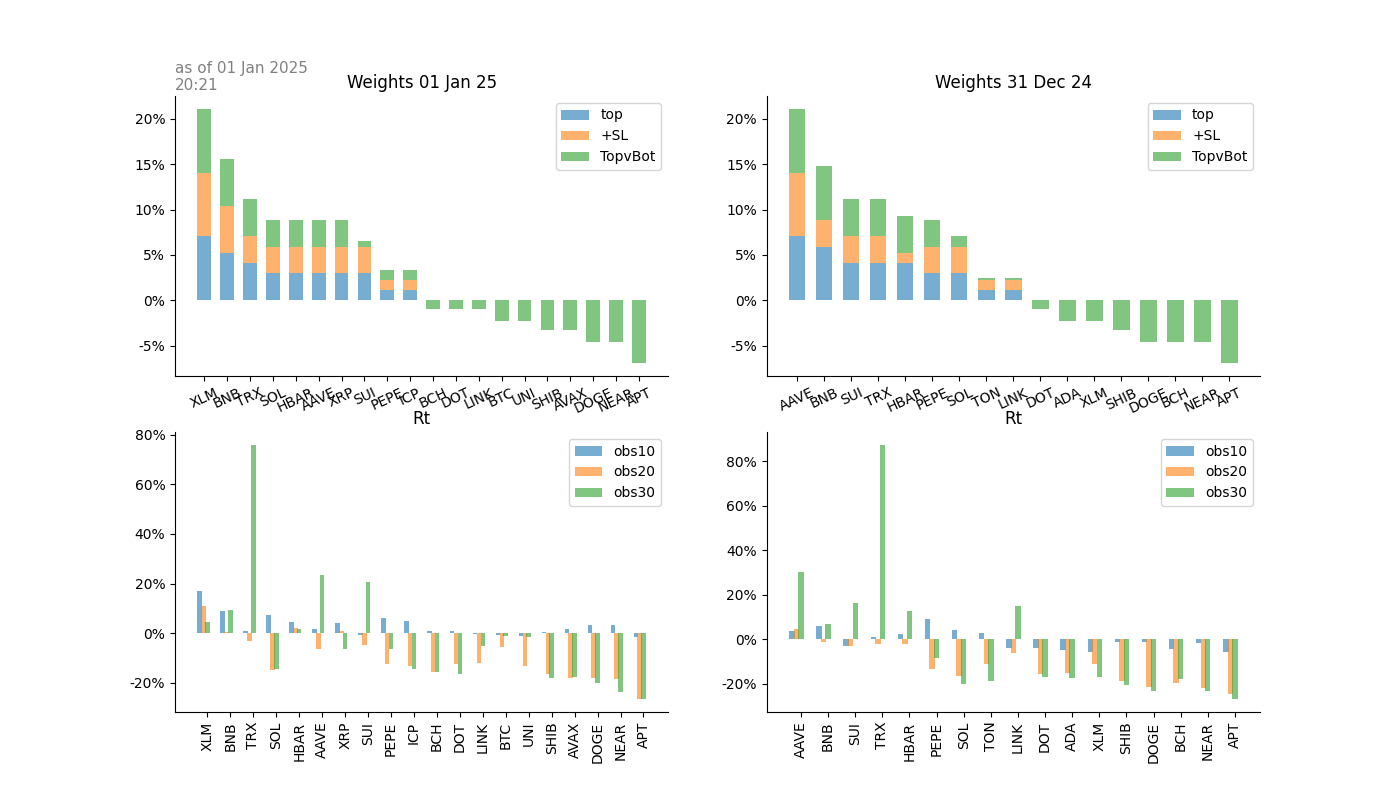 as of 01 Jan 2025
20:21
Weights 01 Jan 25
20%
15%
10%
5%
0%
-5%
top
+SL
TopvBot
XLM BNB TRX SOL HBAR AAVE XRP SUI PEPE ICP BCH DOT LINK BTC UNI SHIB AVAX DOGE NEAR APT
Weights 31 Dec 24
20%
15%
10%
5%
0%
-5%
top
+SL
TopvBot
AAVE BNB SUI TRX HBAR PEPE SOL TON LINK DOT ADA XLM SHIB DOGE BCH NEAR APT
Rt
80%
60%
40%
20%
0%
-20%
obs10
obs20
obs30
XLM BNB TRX SOL HBAR AAVE XRP SUI PEPE ICP BCH DOT LINK BTC UNI SHIB AVAX DOGE NEAR APT
Rt
80%
60%
40%
20%
0%
-20%
obs10
obs20
obs30
AAVE BNB SUI TRX HBAR PEPE SOL TON LINK DOT ADA XLM SHIB DOGE BCH NEAR APT